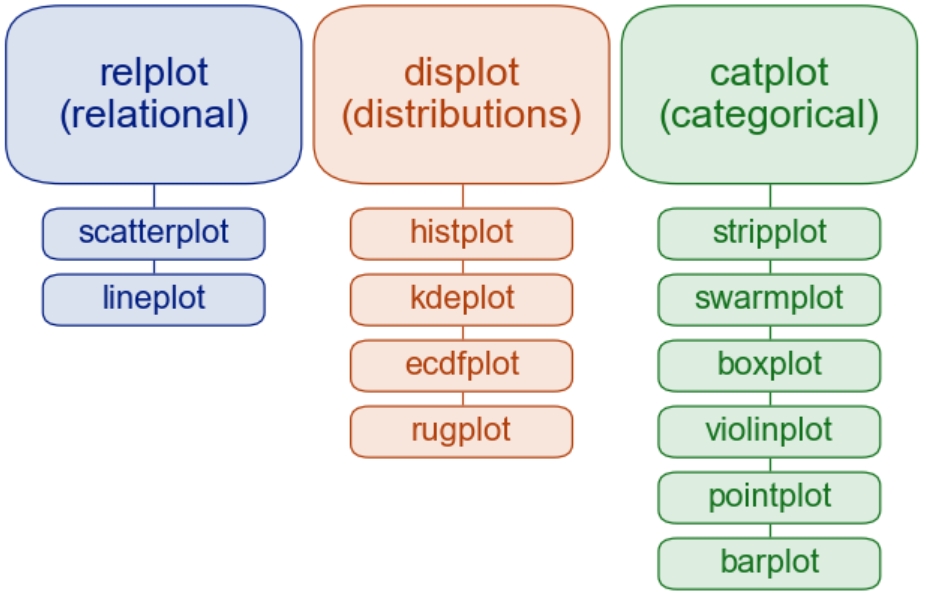 relplot
(relational)
scatterplot
lineplot
displot
(distributions)
histplot
kdeplot
ecdfplot
rugplot
catplot
(categorical)
stripplot
swarmplot
boxplot
violinplot
pointplot
barplot